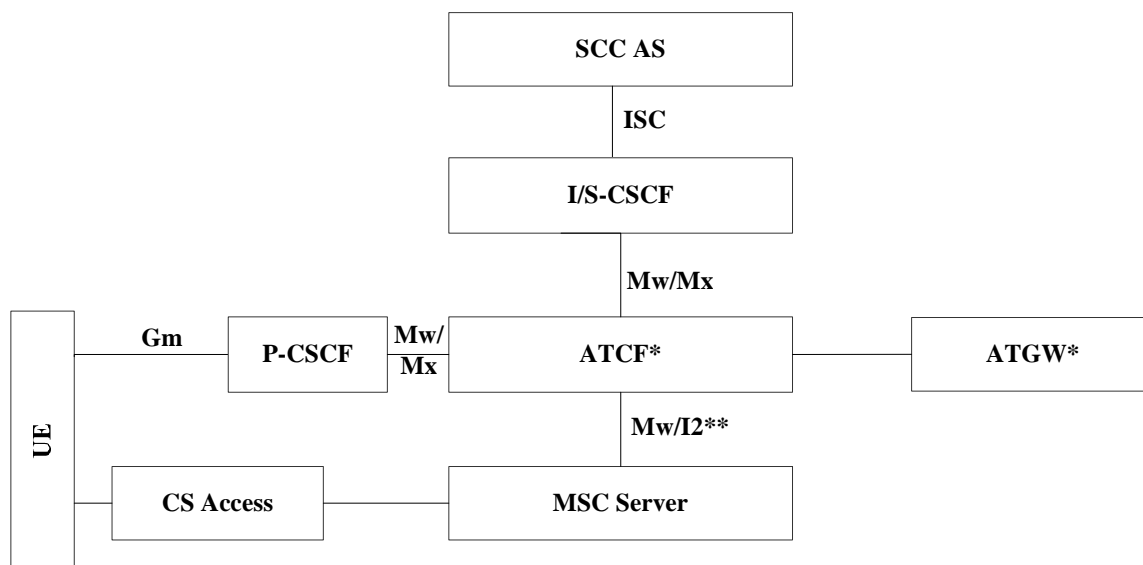 SCC AS
ISC
I/S-CSCF
Mw/Mx
Gm
P-CSCF
Mw/
Mx
ATCF*
ATGW*
Mw/I2**
UE
CS Access
MSC Server